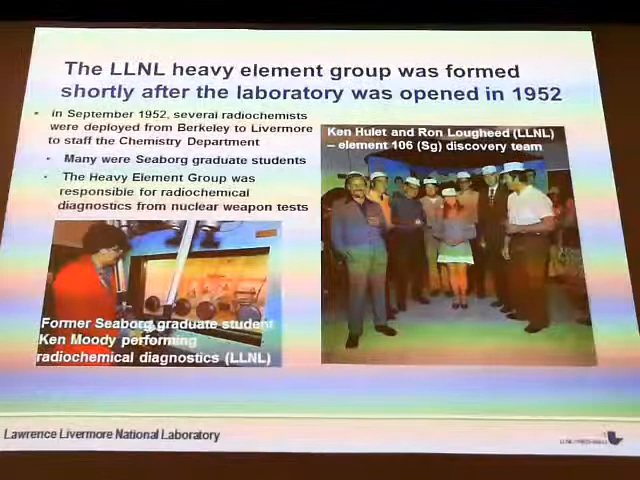 The LLNL heavy element group was formed
shortly after the laboratory was opened in 1952
• In September 1952, several radiochemists
were deployed from Berkeley to Livermore
to staff the Chemistry Department
• Many were Seaborg graduate students
• The Heavy Element Group was
responsible for radiochemical
diagnostics from nuclear weapon tests
Ken Hulet and Ron Lougheed (LLNL)
– element 106 (Sg) discovery team
Former Seaborg graduate student
Ken Moody performing
radiochemical diagnostics (LLNL)
Lawrence Livermore National Laboratory